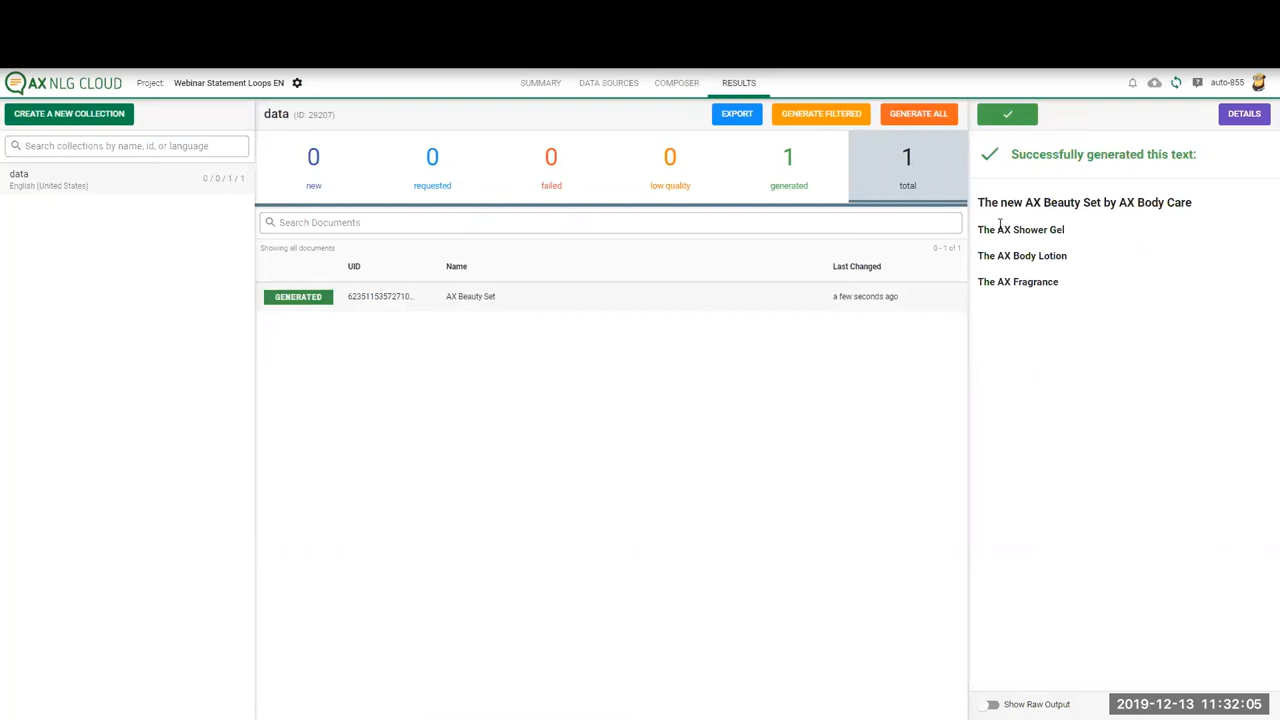 AX NLG CLOUD Project: Webinar Statement Loops EN SUMMARY DATA SOURCES COMPOSER RESULTS auto-855
CREATE A NEW COLLECTION
Search collections by name, id, or language
data 0 / 0 / 1 / 1
English (United States)
data (ID: 29207) EXPORT GENERATE FILTERED GENERATE ALL
0 0 0 0 1 1
new requested failed low quality generated total
Search Documents
Showing all documents 0 - 1 of 1
UID Name Last Changed
GENERATED 62351153572710... AX Beauty Set a few seconds ago
DETAILS
Successfully generated this text:
The new AX Beauty Set by AX Body Care
The AX Shower Gel
The AX Body Lotion
The AX Fragrance
Show Raw Output 2019-12-13 11:32:05